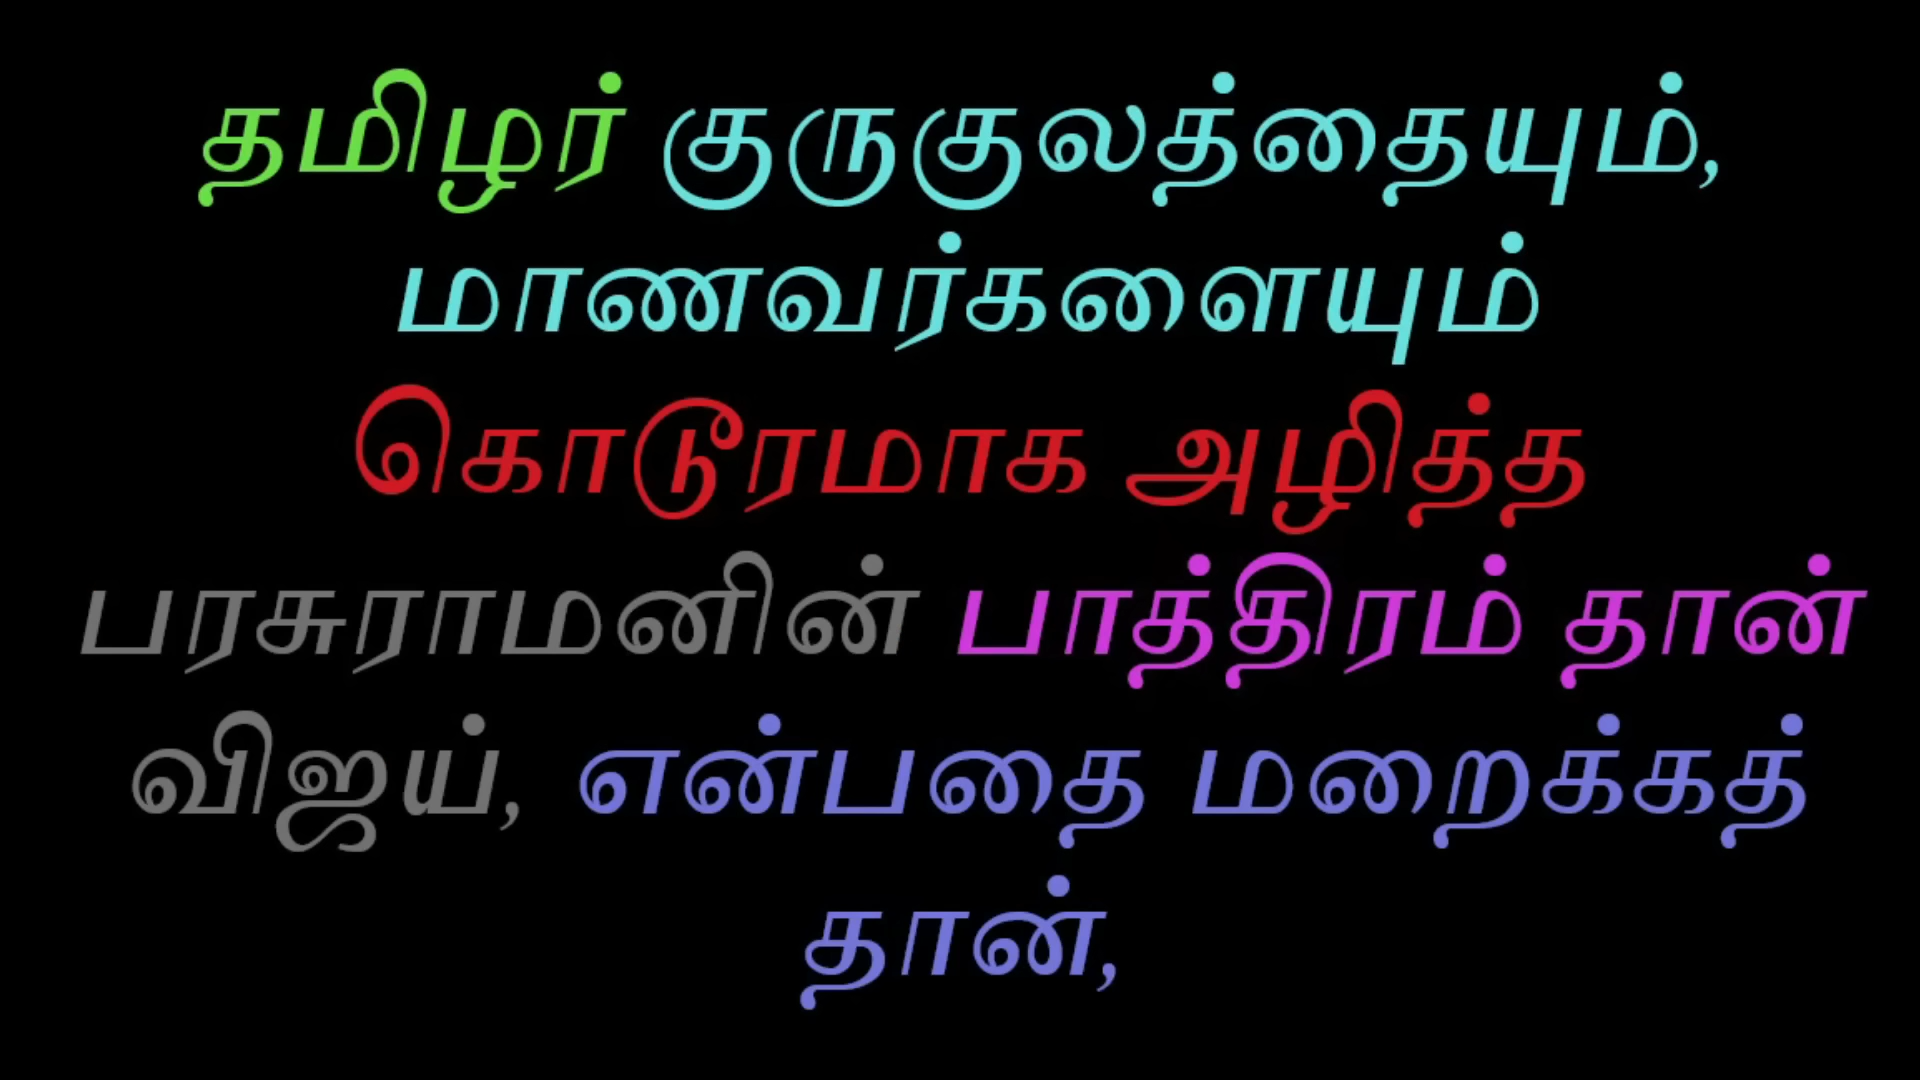 தமிழர் குருகுலத்தையும்,
மாணவர்களையும்
கொடூரமாக அழித்த
பரசுராமனின் பாத்திரம் தான்
விஜய், என்பதை மறைக்கத்
தான்,